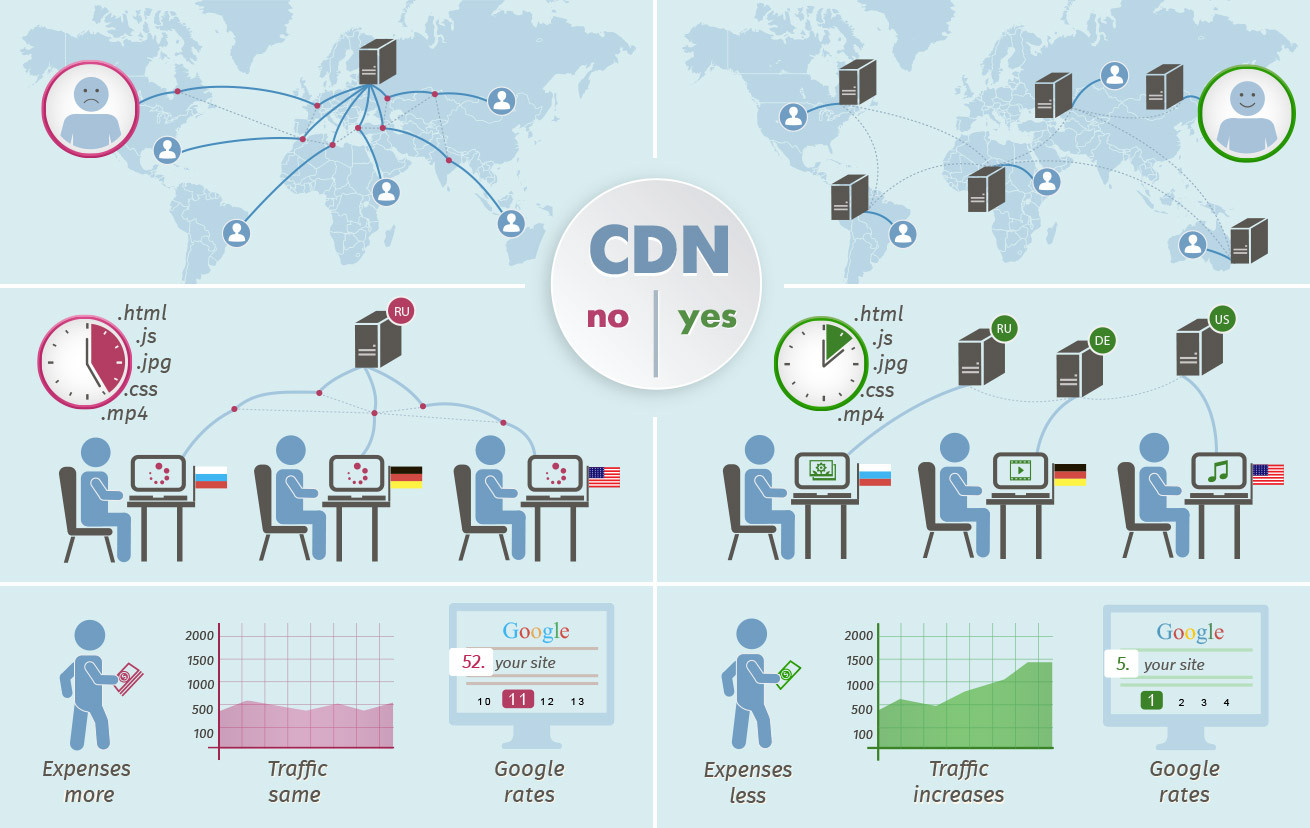 CDN
no
yes
.html
.js
.jpg
.css
.mp4
RU
.html
.js
.jpg
.css
.mp4
RU
DE
US
2000
1500
1000
500
100
Google
52. your site
10 11 12 13
Expenses
more
Traffic
same
Google
rates
2000
1500
1000
500
100
Google
5. your site
1 2 3 4
Expenses
less
Traffic
increases
Google
rates